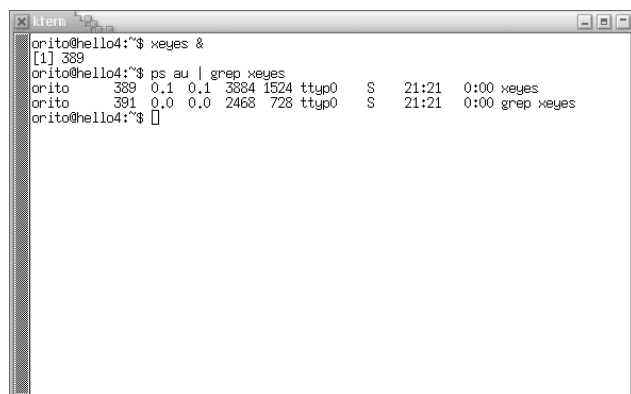 kterm
orito@hello4:~$ xeyes &
[1] 389
orito@hello4:~$ ps au | grep xeyes
orito 389 0.1 0.1 3884 1524 ttyp0 S 21:21 0:00 xeyes
orito 391 0.0 0.0 2468 728 ttyp0 S 21:21 0:00 grep xeyes
orito@hello4:~$